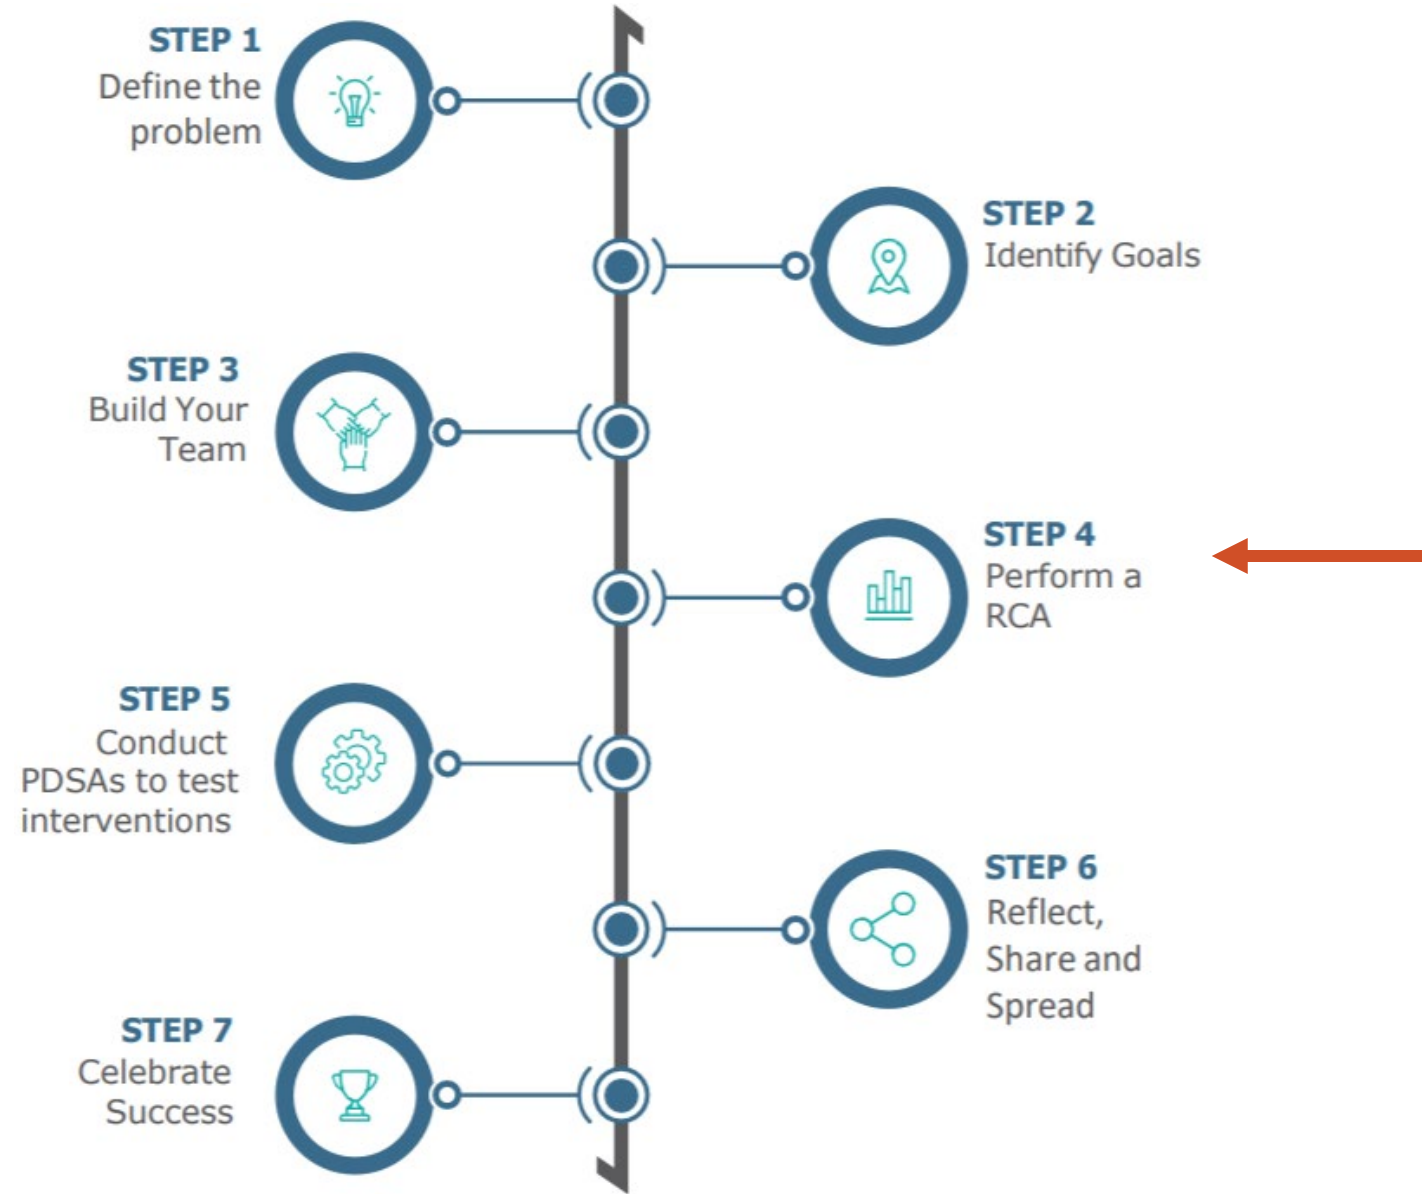 STEP 1
Define the
problem
STEP 2
Identify Goals
STEP 3
Build Your
Team
STEP 4
Perform a
RCA
STEP 5
Conduct
PDSAs to test
interventions
STEP 6
Reflect,
Share and
Spread
STEP 7
Celebrate
Success